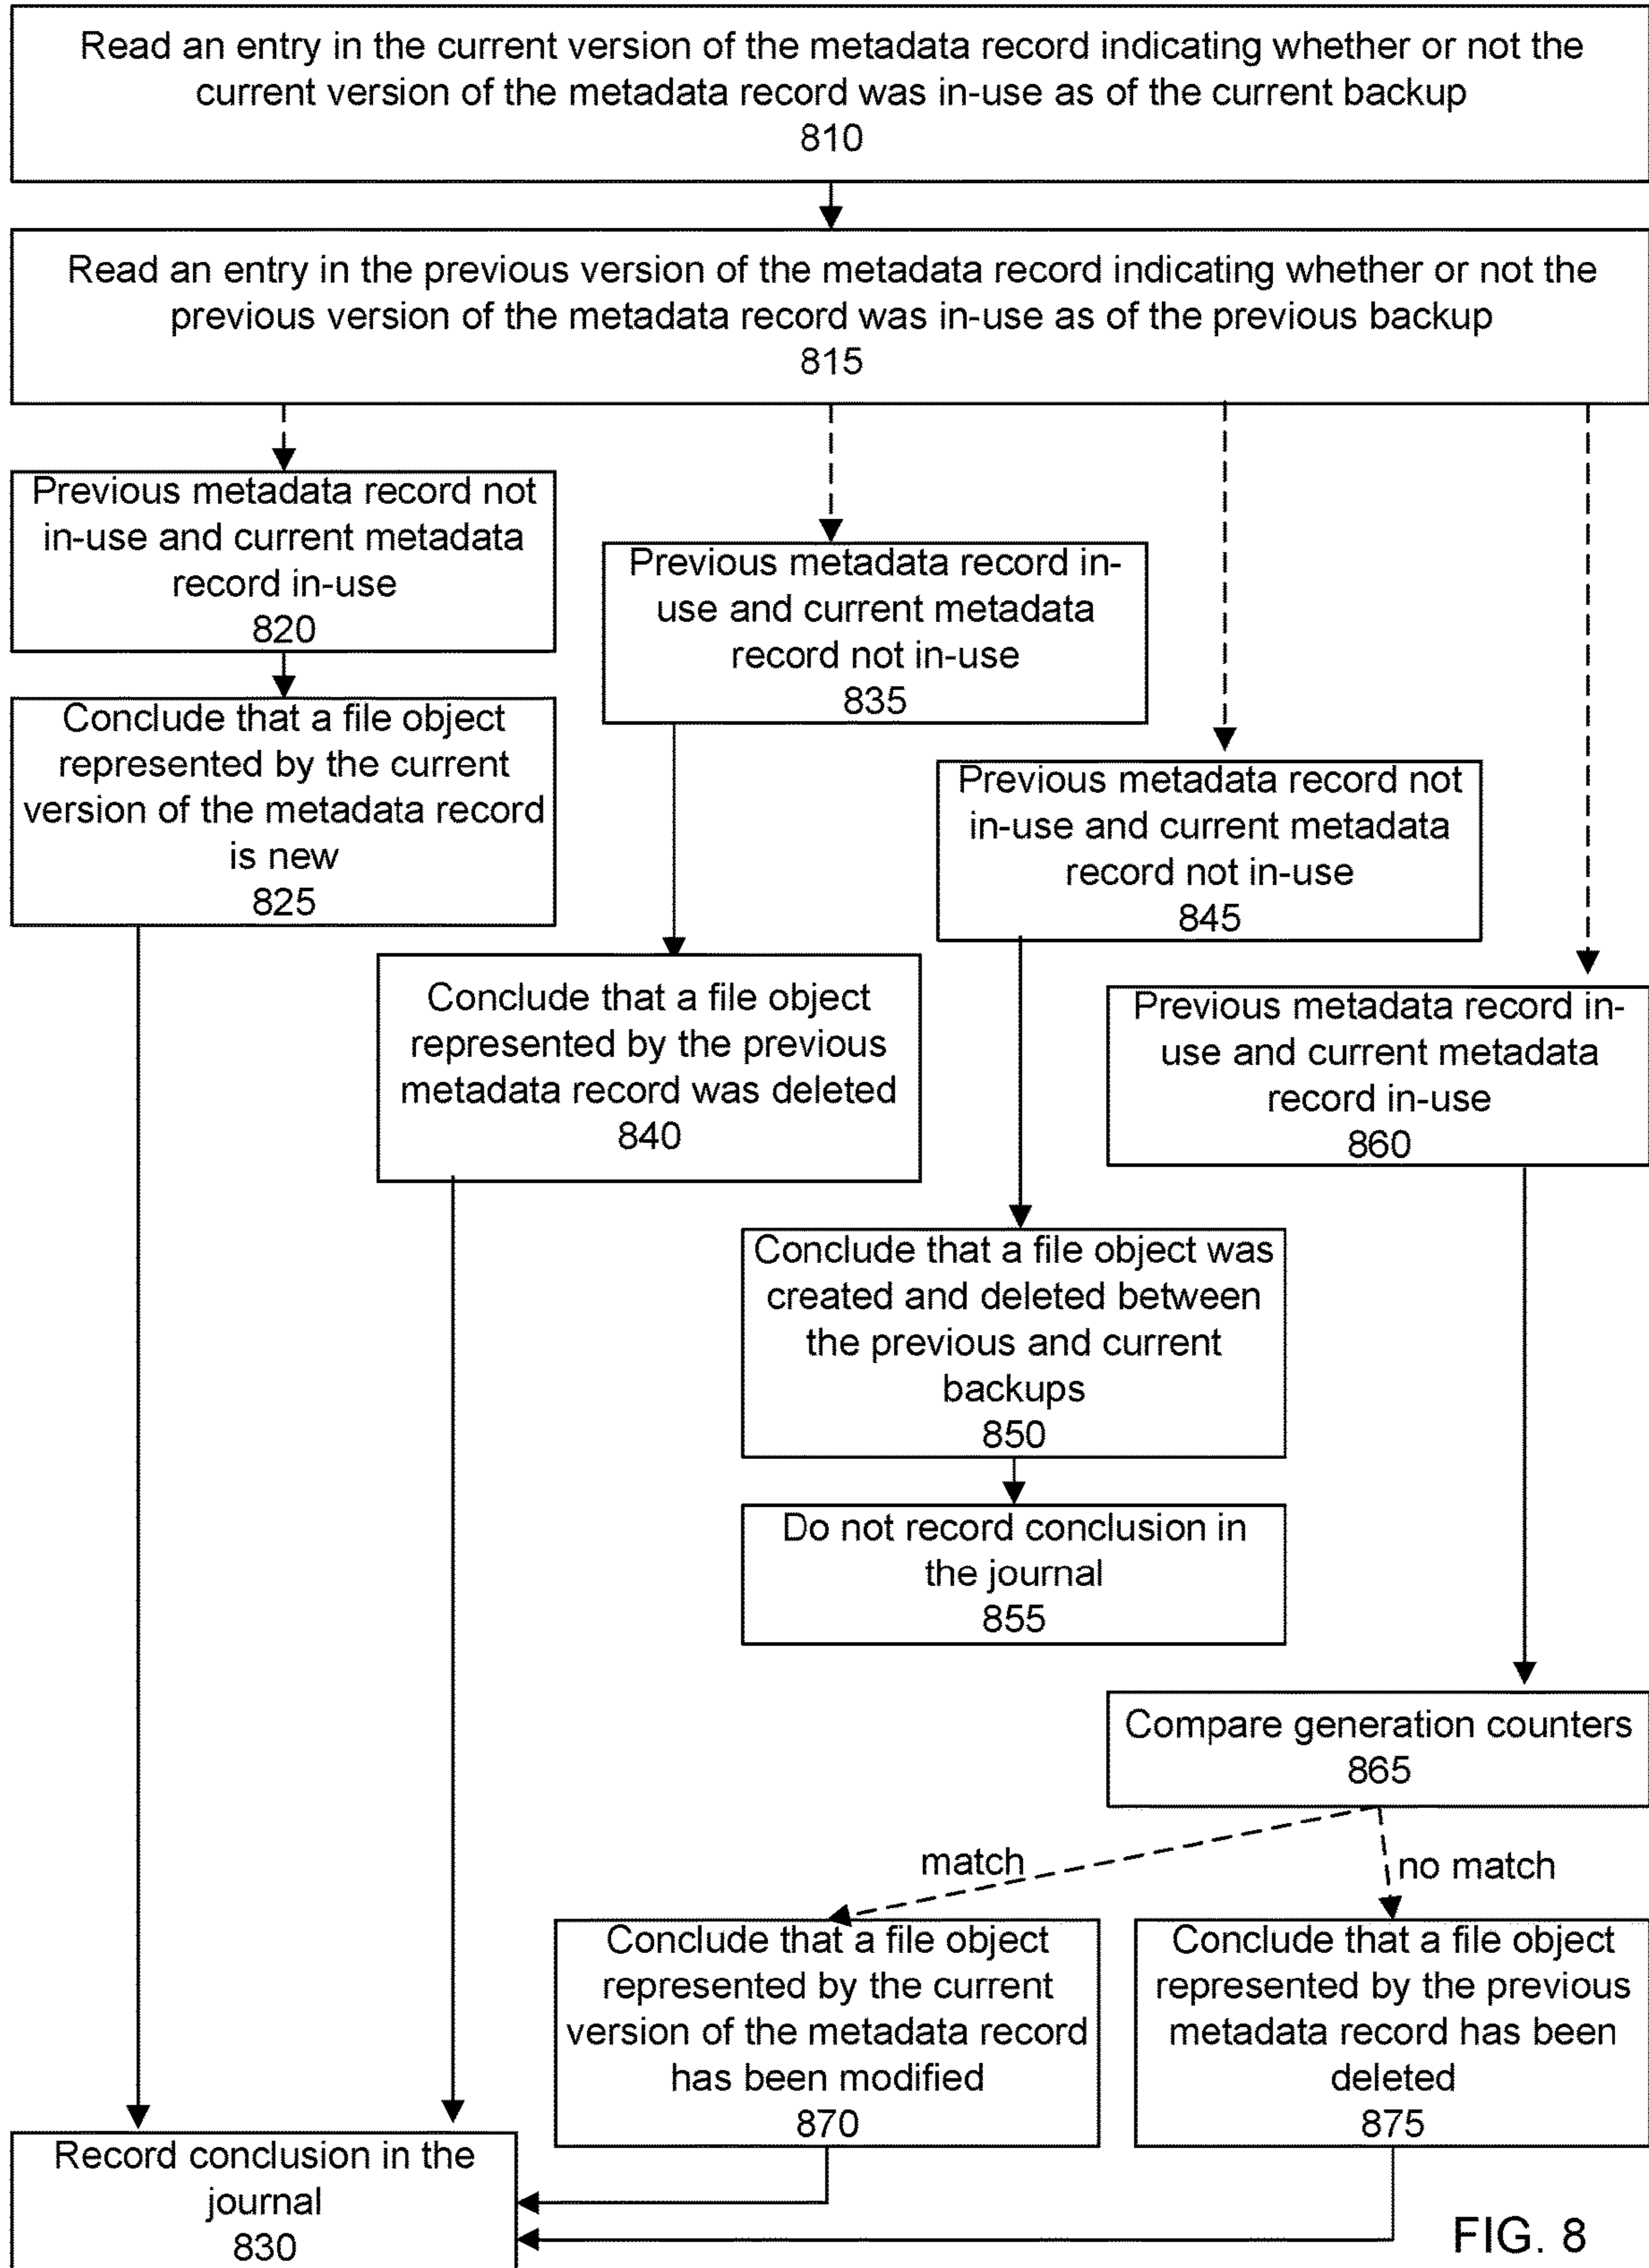 Read an entry in the current version of the metadata record indicating whether or not the
current version of the metadata record was in-use as of the current backup
810
Read an entry in the previous version of the metadata record indicating whether or not the
previous version of the metadata record was in-use as of the previous backup
815
Previous metadata record not
in-use and current metadata
record in-use
820
Conclude that a file object
represented by the current
version of the metadata record
is new
825
Previous metadata record in-
use and current metadata
record not in-use
835
Conclude that a file object
represented by the previous
metadata record was deleted
840
Previous metadata record not
in-use and current metadata
record not in-use
845
Conclude that a file object was
created and deleted between
the previous and current
backups
850
Do not record conclusion in
the journal
855
Previous metadata record in-
use and current metadata
record in-use
860
Compare generation counters
865
match
no match
Conclude that a file object
represented by the current
version of the metadata record
has been modified
870
Conclude that a file object
represented by the previous
metadata record has been
deleted
875
Record conclusion in the
journal
830
FIG. 8